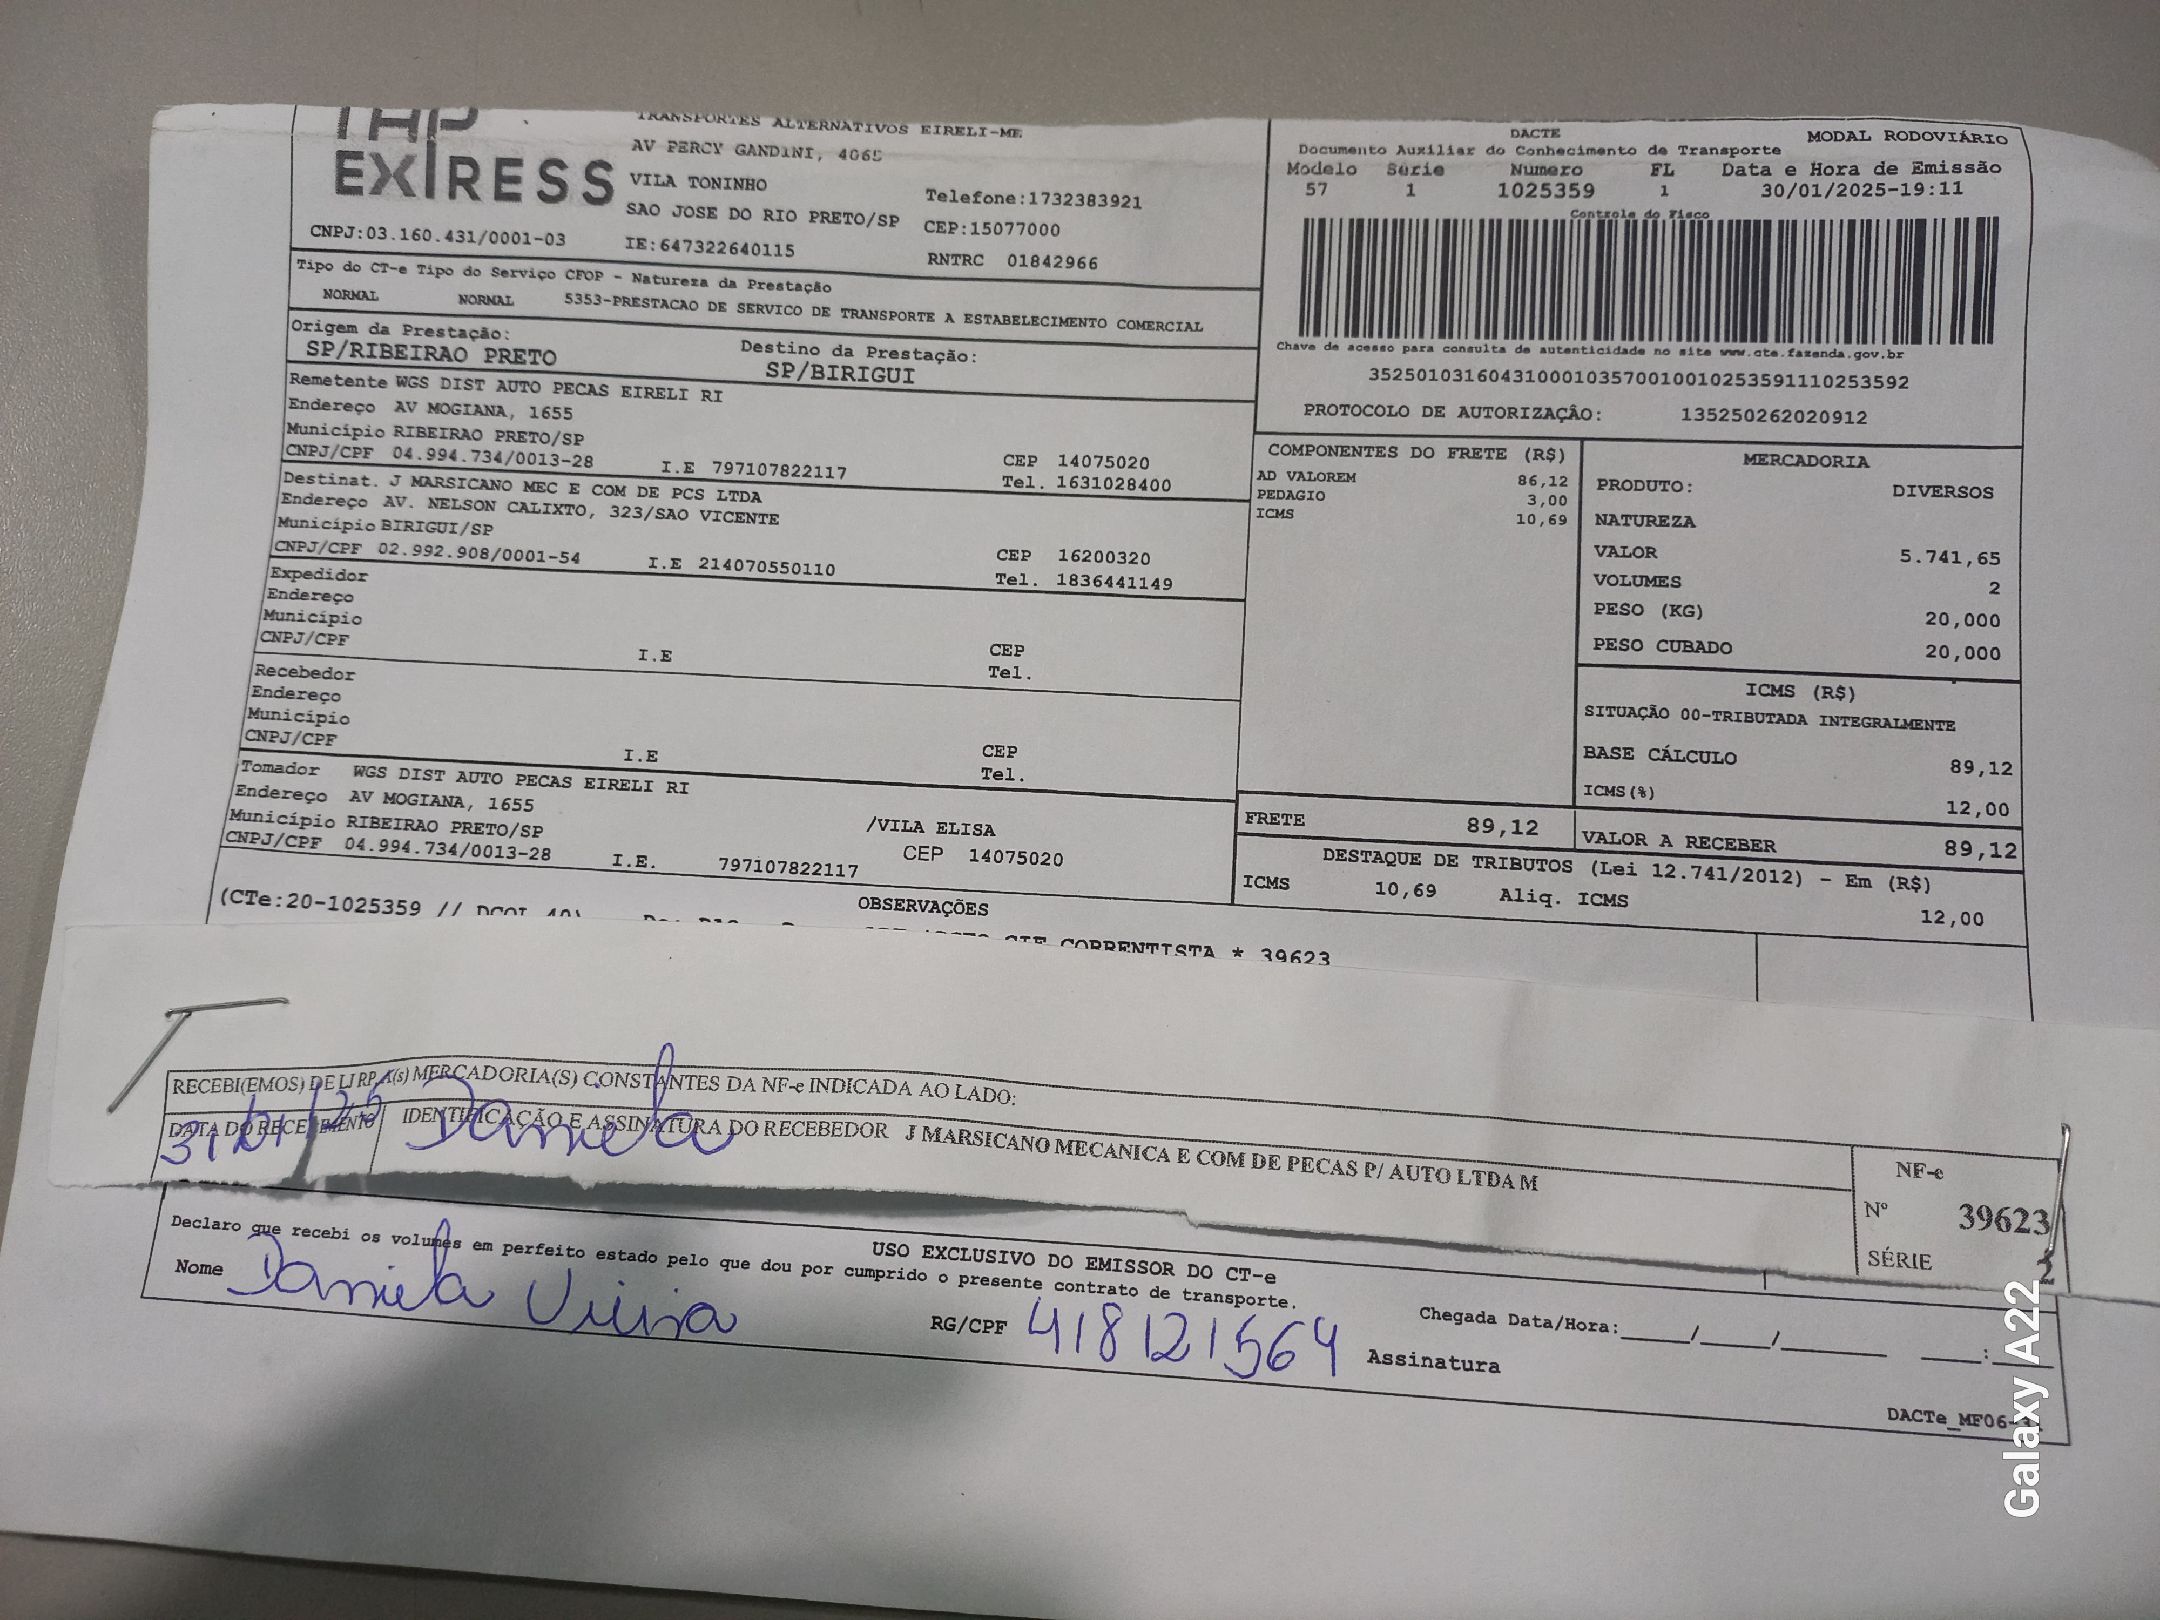 EXPRESS
TRANSPORTES ALTERNATIVOS EIRELI-ME
AV PERCY GANDINI, 4065
VILA TONINHO
SAO JOSE DO RIO PRETO/SP
Telefone:1732383921
CEP:15077000
CNPJ:03.160.431/0001-03
IE:647322640115
RNTRC 01842966
DACTE
MODAL RODOVIÁRIO
Documento Auxiliar do Conhecimento de Transporte
Modelo Série Numero FL Data e Hora de Emissão
57 1 1025359 1 30/01/2025-19:11
Controle do Fisco
Chave de acesso para consulta de autenticidade no site www.cte.fazenda.gov.br
35250103160431000103570010010253591110253592
PROTOCOLO DE AUTORIZAÇÂO: 135250262020912
Tipo do CT-e Tipo do Serviço CFOP - Natureza da Prestação
NORMAL NORMAL 5353-PRESTACAO DE SERVICO DE TRANSPORTE A ESTABELECIMENTO COMERCIAL
Origem da Prestação:
SP/RIBEIRAO PRETO
Destino da Prestação:
SP/BIRIGUI
Remetente WGS DIST AUTO PECAS EIRELI RI
Endereço AV MOGIANA, 1655
Município RIBEIRAO PRETO/SP CEP 14075020
CNPJ/CPF 04.994.734/0013-28 I.E 797107822117 Tel. 1631028400
Destinat. J MARSICANO MEC E COM DE PCS LTDA
Endereço AV. NELSON CALIXTO, 323/SAO VICENTE
Município BIRIGUI/SP CEP 16200320
CNPJ/CPF 02.992.908/0001-54 I.E 214070550110 Tel. 1836441149
Expedidor
Endereço
Município CEP
CNPJ/CPF I.E Tel.
Recebedor
Endereço
Município CEP
CNPJ/CPF I.E Tel.
Tomador WGS DIST AUTO PECAS EIRELI RI
Endereço AV MOGIANA, 1655 /VILA ELISA
Município RIBEIRAO PRETO/SP CEP 14075020
CNPJ/CPF 04.994.734/0013-28 I.E. 797107822117
COMPONENTES DO FRETE (R$)
AD VALOREM 86,12
PEDAGIO 3,00
ICMS 10,69
MERCADORIA
PRODUTO: DIVERSOS
NATUREZA
VALOR 5.741,65
VOLUMES 2
PESO (KG) 20,000
PESO CUBADO 20,000
ICMS (R$)
SITUAÇÃO 00-TRIBUTADA INTEGRALMENTE
BASE CÁLCULO 89,12
ICMS(%) 12,00
FRETE 89,12
VALOR A RECEBER 89,12
DESTAQUE DE TRIBUTOS (Lei 12.741/2012) - Em (R$)
ICMS 10,69 Aliq. ICMS 12,00
OBSERVAÇÕES
(CTe:20-1025359 // CIF CORRENTISTA * 39623
RECEBI(EMOS) DE LJ RP A(s) MERCADORIA(S) CONSTANTES DA NF-e INDICADA AO LADO:
DATA DO RECEBIMENTO IDENTIFICAÇÃO E ASSINATURA DO RECEBEDOR J MARSICANO MECANICA E COM DE PECAS P/ AUTO LTDA M
31/01/25 Daniela
NF-e
Nº 39623
SÉRIE 2
USO EXCLUSIVO DO EMISSOR DO CT-e
Declaro que recebi os volumes em perfeito estado pelo que dou por cumprido o presente contrato de transporte.
Nome Daniela Vieira RG/CPF 418121564 Assinatura
Chegada Data/Hora:_____/_____/________ ____:____
DACTe_MF06-
Galaxy A22